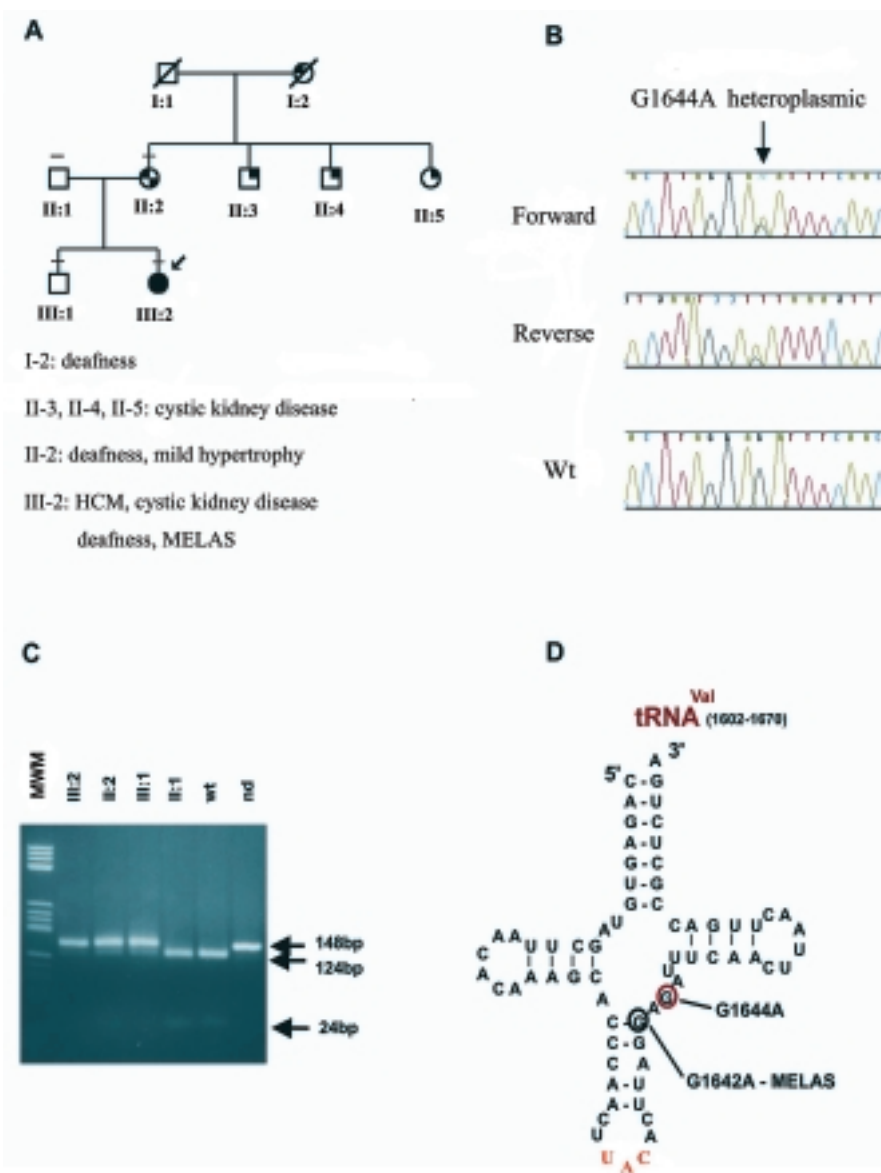 A
I:1
I:2
II:1
II:2
II:3
II:4
II:5
III:1
III:2
I-2: deafness
II-3, II-4, II-5: cystic kidney disease
II-2: deafness, mild hypertrophy
III-2: HCM, cystic kidney disease
deafness, MELAS
B
G1644A heteroplasmic
Forward
Reverse
Wt
C
MWM
III:2
II:2
III:1
II:1
wt
nd
148bp
124bp
24bp
D
tRNA Val (1602-1670)
3'
5'
A
C - G
A - U
G - C
A - U
G - C
U - G
G - C
U
A
C A G U U C A A U
U U C A A C U C
A A U U C G
C A C A A G C
U
A
G
A
G1644A
A
C - G
C - G
C A
A - U
A - U
C C
U A
U A C
G1642A - MELAS